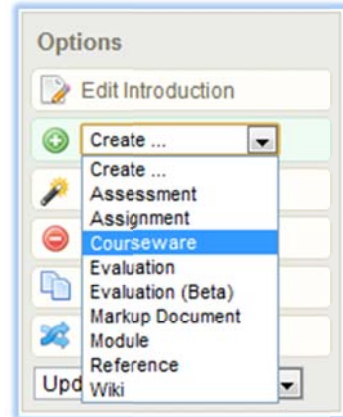 Options
Edit Introduction
Create ...
Create ...
Assessment
Assignment
Courseware
Evaluation
Evaluation (Beta)
Markup Document
Module
Reference
Wiki
Upd